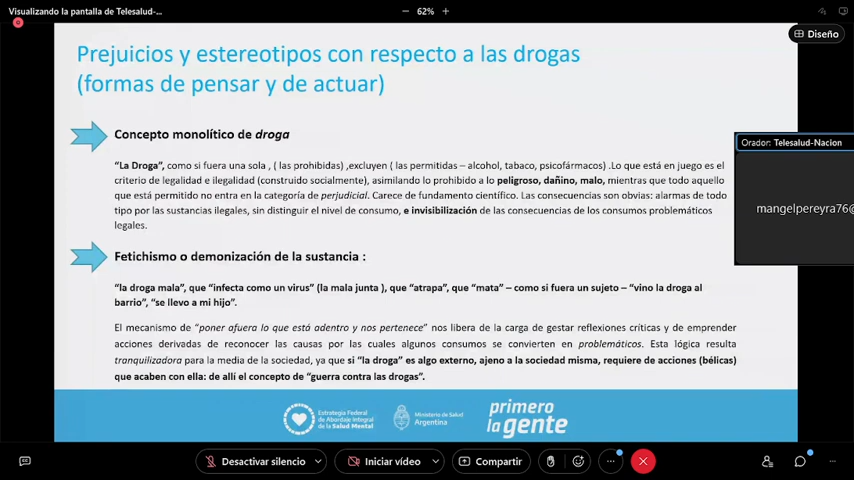 Visualizando la pantalla de Telesalud-...
62%
Diseño
Prejuicios y estereotipos con respecto a las drogas
(formas de pensar y de actuar)
Concepto monolítico de droga
“La Droga”, como si fuera una sola , ( las prohibidas) ,excluyen ( las permitidas – alcohol, tabaco, psicofármacos) .Lo que está en juego es el
criterio de legalidad e ilegalidad (construido socialmente), asimilando lo prohibido a lo peligroso, dañino, malo, mientras que todo aquello
que está permitido no entra en la categoría de perjudicial. Carece de fundamento científico. Las consecuencias son obvias: alarmas de todo
tipo por las sustancias ilegales, sin distinguir el nivel de consumo, e invisibilización de las consecuencias de los consumos problemáticos
legales.
Orador: Telesalud-Nacion
mangelpereyra76@
Fetichismo o demonización de la sustancia :
“la droga mala”, que “infecta como un virus” (la mala junta ), que “atrapa”, que “mata” – como si fuera un sujeto – “vino la droga al
barrio”, “se llevo a mi hijo”.
El mecanismo de “poner afuera lo que está adentro y nos pertenece” nos libera de la carga de gestar reflexiones críticas y de emprender
acciones derivadas de reconocer las causas por las cuales algunos consumos se convierten en problemáticos. Esta lógica resulta
tranquilizadora para la media de la sociedad, ya que si “la droga” es algo externo, ajeno a la sociedad misma, requiere de acciones (bélicas)
que acaben con ella: de allí el concepto de “guerra contra las drogas”.
Estrategia Federal
de Abordaje Integral
de la Salud Mental
Ministerio de Salud
Argentina
primero
la gente
Desactivar silencio
Iniciar vídeo
Compartir